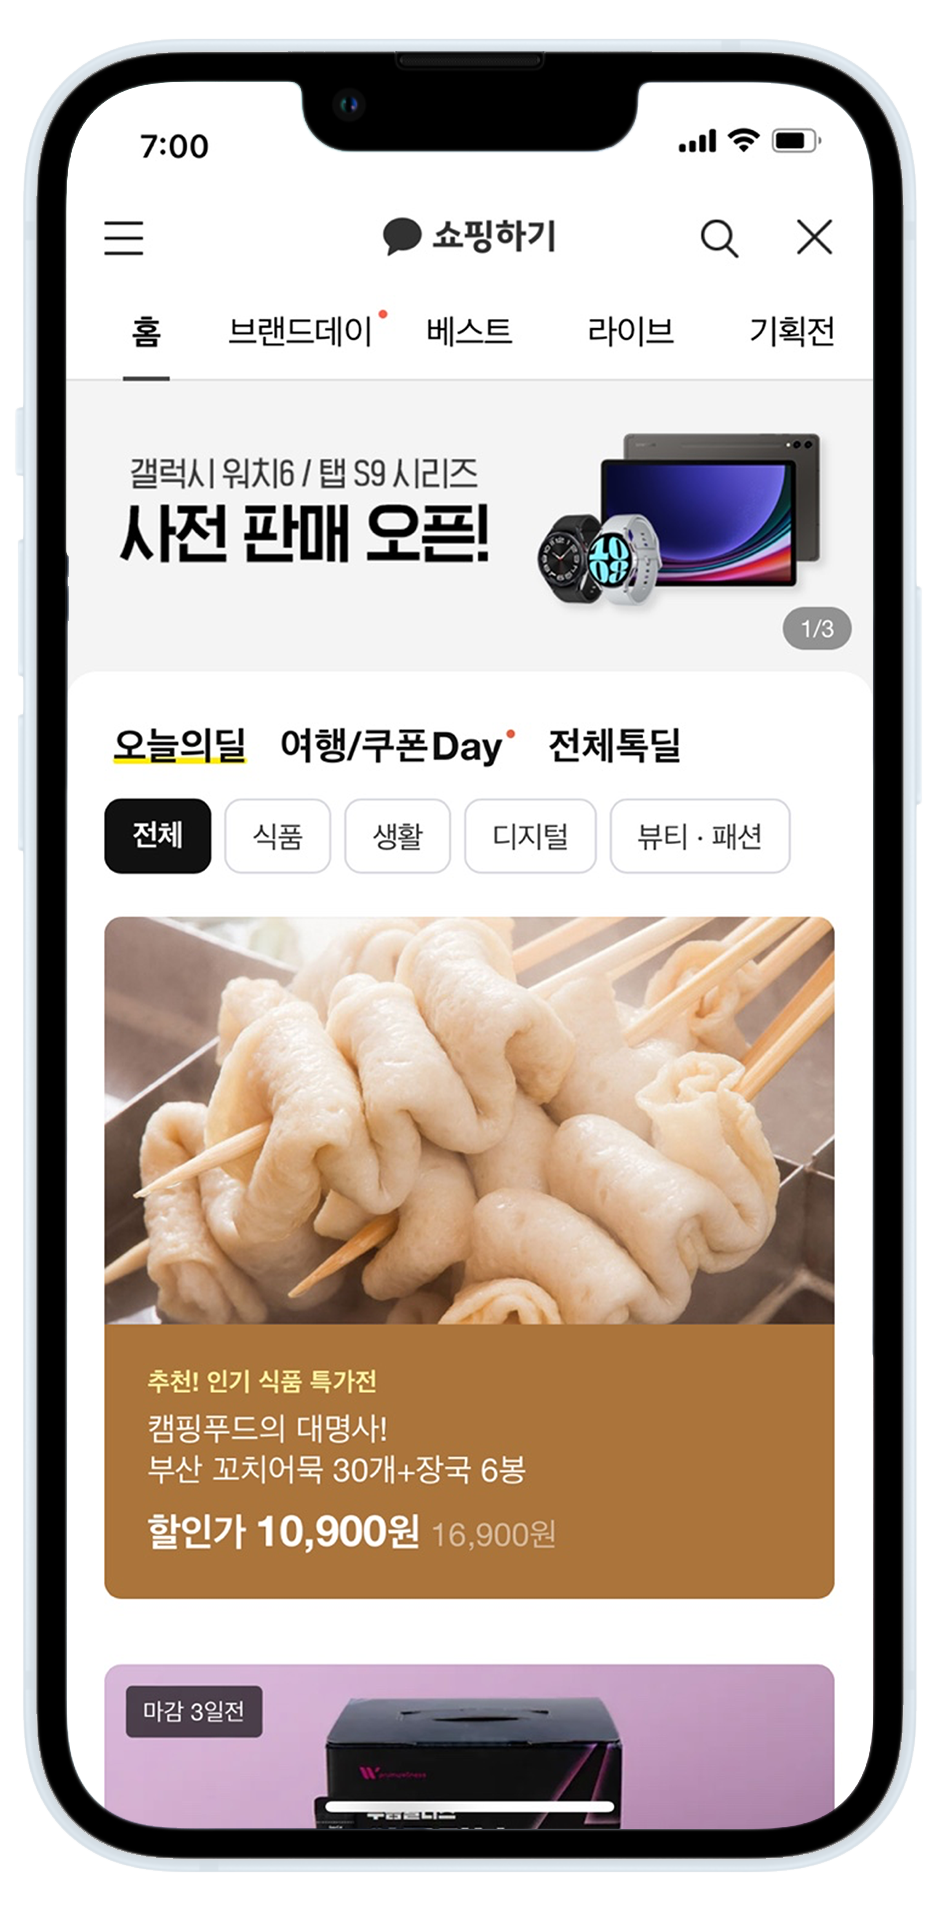 7:00
쇼핑하기
홈 브랜드데이 베스트 라이브 기획전
갤럭시 워치6 / 탭 S9 시리즈
사전 판매 오픈!
10
08
1/3
오늘의딜 여행/쿠폰Day 전체톡딜
전체 식품 생활 디지털 뷰티 · 패션
추천! 인기 식품 특가전
캠핑푸드의 대명사!
부산 꼬치어묵 30개+장국 6봉
할인가 10,900원 16,900원
마감 3일전